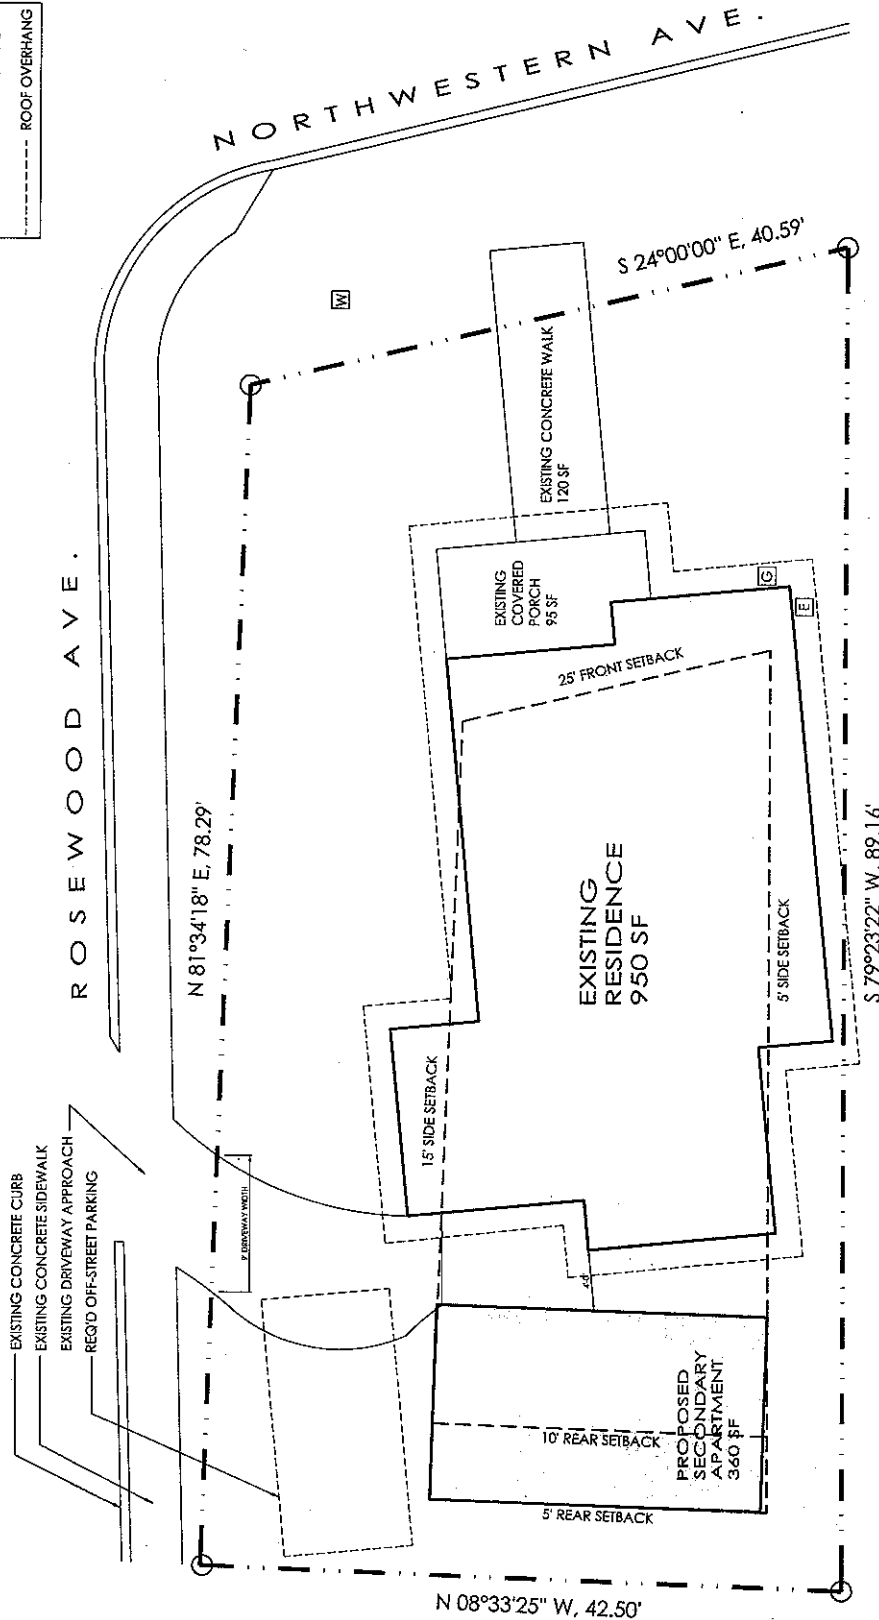 ------- ROOF OVERHANG
NORTHWESTERN AVE.
ROSEWOOD AVE.
S 24°00'00" E, 40.59'
W
EXISTING CONCRETE WALK
120 SF
EXISTING
COVERED
PORCH
95 SF
G
E
25' FRONT SETBACK
N 81°34'18" E, 78.29'
EXISTING
RESIDENCE
950 SF
5' SIDE SETBACK
S 79°23'22" W, 89.16'
15' SIDE SETBACK
EXISTING CONCRETE CURB
EXISTING CONCRETE SIDEWALK
EXISTING DRIVEWAY APPROACH
REQ'D OFF-STREET PARKING
9' DRIVEWAY WIDTH
PROPOSED
SECONDARY
APARTMENT
360 SF
10' REAR SETBACK
5' REAR SETBACK
N 08°33'25" W, 42.50'